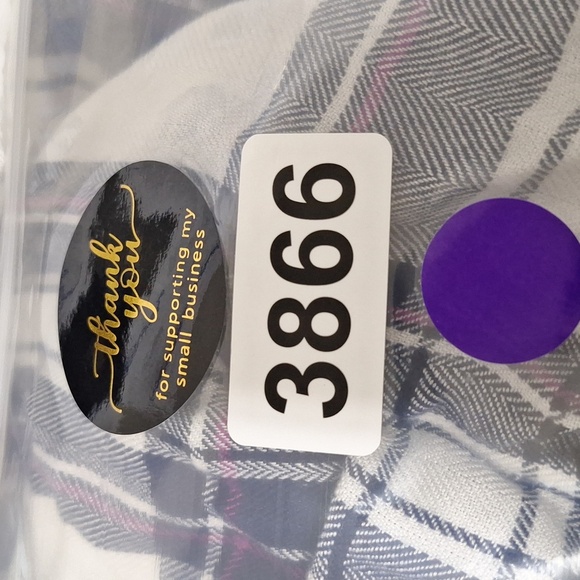 thank
you
for supporting my
small business
3866